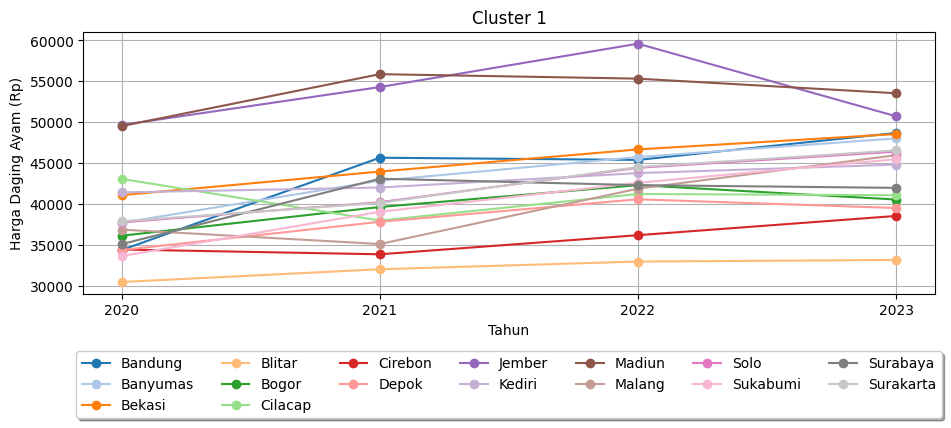 Cluster 1
Harga Daging Ayam (Rp)
60000
55000
50000
45000
40000
35000
30000
2020 2021 2022 2023
Tahun
Bandung Blitar Cirebon Jember Madiun Solo Surabaya
Banyumas Bogor Depok Kediri Malang Sukabumi Surakarta
Bekasi Cilacap